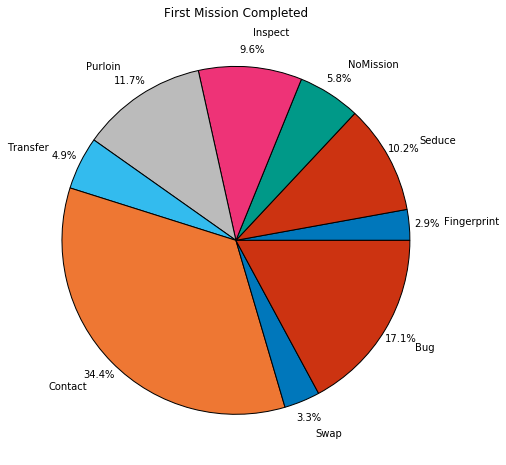 First Mission Completed
Inspect
9.6%
NoMission
5.8%
Purloin
11.7%
Seduce
10.2%
Transfer
4.9%
Fingerprint
2.9%
Bug
17.1%
Contact
34.4%
Swap
3.3%